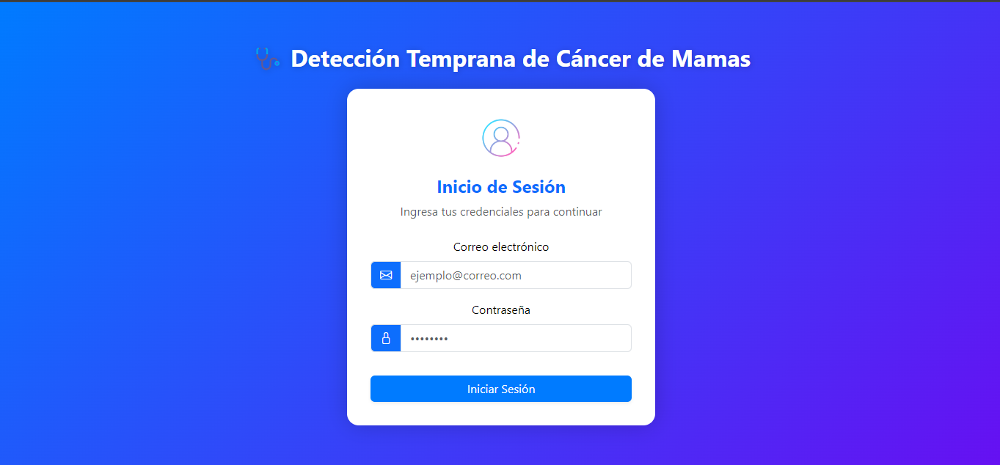 Detección Temprana de Cáncer de Mamas
Inicio de Sesión
Ingresa tus credenciales para continuar
Correo electrónico
ejemplo@correo.com
Contraseña
••••••••
Iniciar Sesión